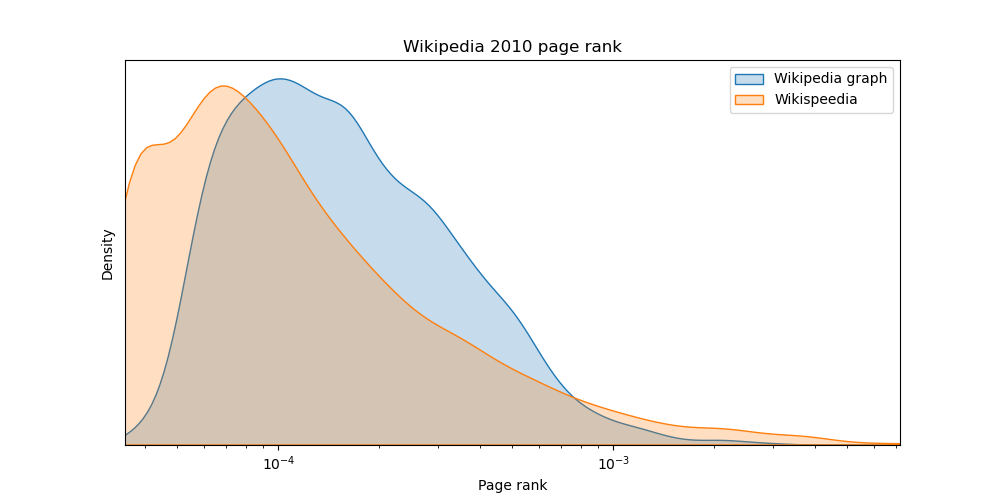 Wikipedia 2010 page rank
Wikipedia graph
Wikispeedia
Density
10⁻⁴
10⁻³
Page rank